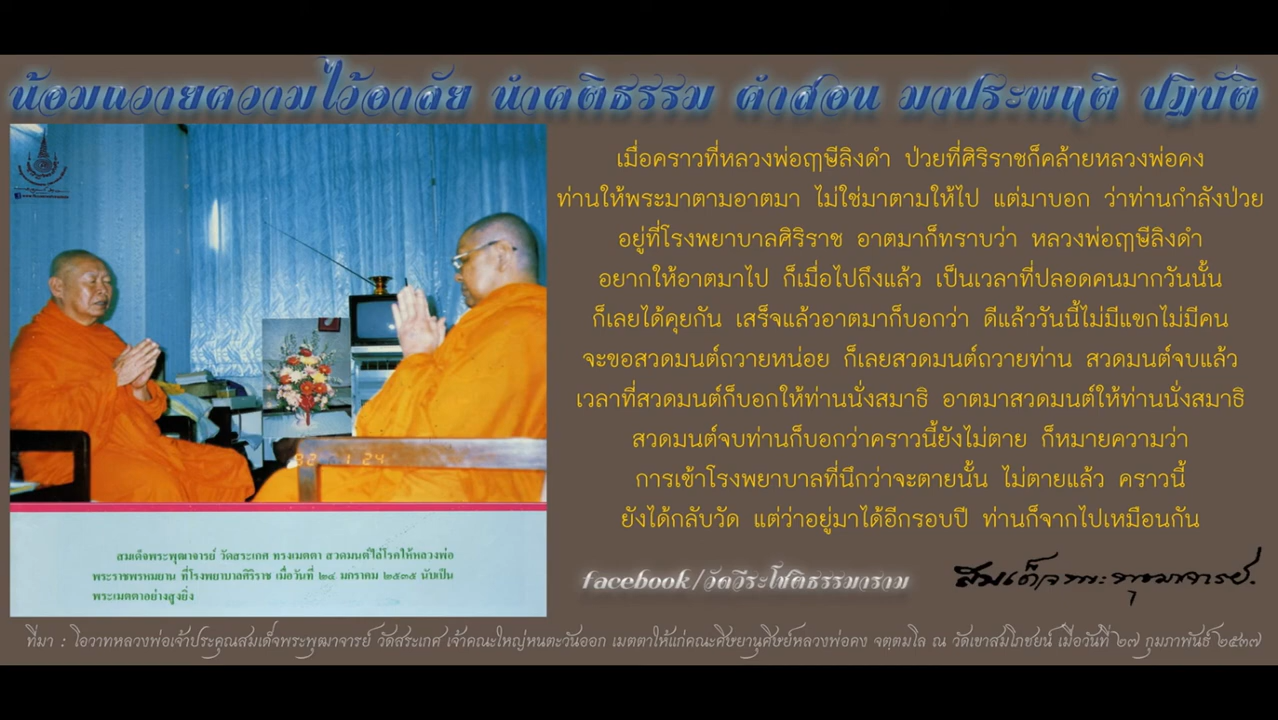 น้อมถวายความไว้อาลัย นำคติธรรม คำสอน มาประพฤติ ปฏิบัติ
เมื่อคราวที่หลวงพ่อฤๅษีลิงดำ ป่วยที่ศิริราชก็คล้ายหลวงพ่อคง
ท่านให้พระมาตามอาตมา ไม่ใช่มาตามให้ไป แต่มาบอก ว่าท่านกำลังป่วย
อยู่ที่โรงพยาบาลศิริราช อาตมาก็ทราบว่า หลวงพ่อฤๅษีลิงดำ
อยากให้อาตมาไป ก็เมื่อไปถึงแล้ว เป็นเวลาที่ปลอดคนมากวันนั้น
ก็เลยได้คุยกัน เสร็จแล้วอาตมาก็บอกว่า ดีแล้ววันนี้ไม่มีแขกไม่มีคน
จะขอสวดมนต์ถวายหน่อย ก็เลยสวดมนต์ถวายท่าน สวดมนต์จบแล้ว
เวลาที่สวดมนต์ก็บอกให้ท่านนั่งสมาธิ อาตมาสวดมนต์ให้ท่านนั่งสมาธิ
สวดมนต์จบท่านก็บอกว่าคราวนี้ยังไม่ตาย ก็หมายความว่า
การเข้าโรงพยาบาลที่นึกว่าจะตายนั้น ไม่ตายแล้ว คราวนี้
ยังได้กลับวัด แต่ว่าอยู่มาได้อีกรอบปี ท่านก็จากไปเหมือนกัน
92 1 24
สมเด็จพระพุฒาจารย์ วัดสระเกศ ทรงเมตตา สวดมนต์ไล่โรคให้หลวงพ่อ
พระราชพรหมยาน ที่โรงพยาบาลศิริราช เมื่อวันที่ ๒๔ มกราคม ๒๕๓๕ นับเป็น
พระเมตตาอย่างสูงยิ่ง
facebook/วัดวีระโชติธรรมาราม
สมเด็จพระพุฒาจารย์.
ที่มา : โอวาทหลวงพ่อเจ้าประคุณสมเด็จพระพุฒาจารย์ วัดสระเกศ เจ้าคณะใหญ่หนตะวันออก เมตตาให้แก่คณะศิษยานุศิษย์หลวงพ่อคง จตฺตมโล ณ วัดเขาสมโภชยน์ เมื่อวันที่ ๒๗ กุมภาพันธ์ ๒๕๓๗